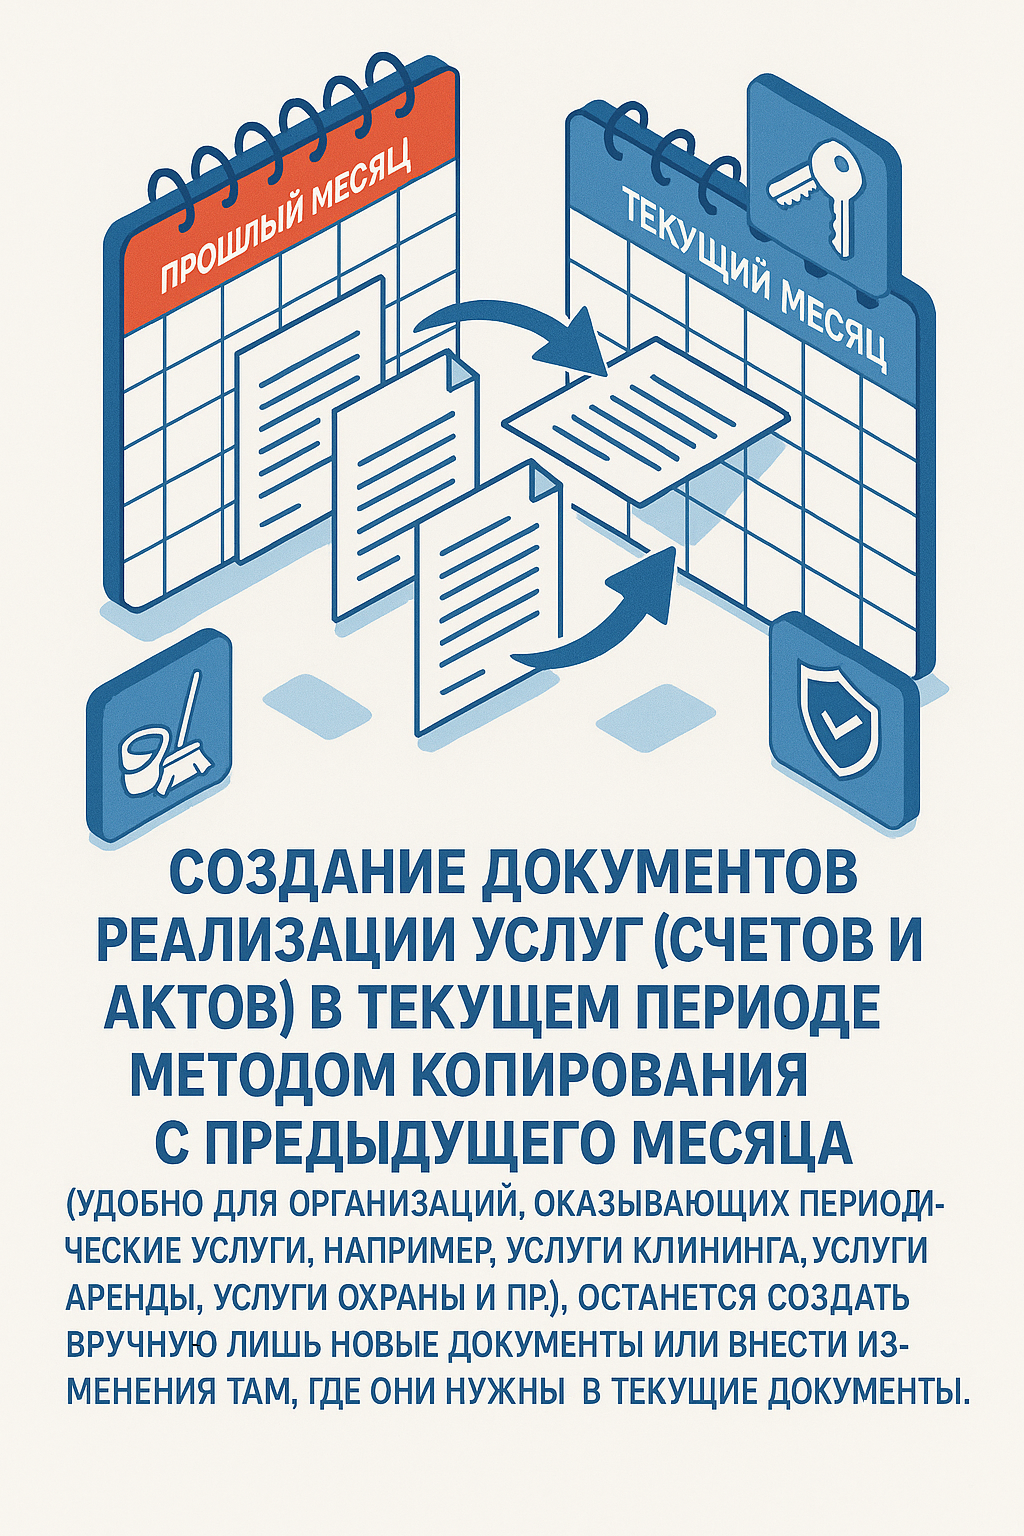 ПРОШЛЫЙ МЕСЯЦ
ТЕКУЩИЙ МЕСЯЦ
СОЗДАНИЕ ДОКУМЕНТОВ
РЕАЛИЗАЦИИ УСЛУГ (СЧЕТОВ И
АКТОВ) В ТЕКУЩЕМ ПЕРИОДЕ
МЕТОДОМ КОПИРОВАНИЯ
С ПРЕДЫДУЩЕГО МЕСЯЦА
(УДОБНО ДЛЯ ОРГАНИЗАЦИЙ, ОКАЗЫВАЮЩИХ ПЕРИОДИ-
ЧЕСКИЕ УСЛУГИ, НАПРИМЕР, УСЛУГИ КЛИНИНГА, УСЛУГИ
АРЕНДЫ, УСЛУГИ ОХРАНЫ И ПР.), ОСТАНЕТСЯ СОЗДАТЬ
ВРУЧНУЮ ЛИШЬ НОВЫЕ ДОКУМЕНТЫ ИЛИ ВНЕСТИ ИЗ-
МЕНЕНИЯ ТАМ, ГДЕ ОНИ НУЖНЫ В ТЕКУЩИЕ ДОКУМЕНТЫ.